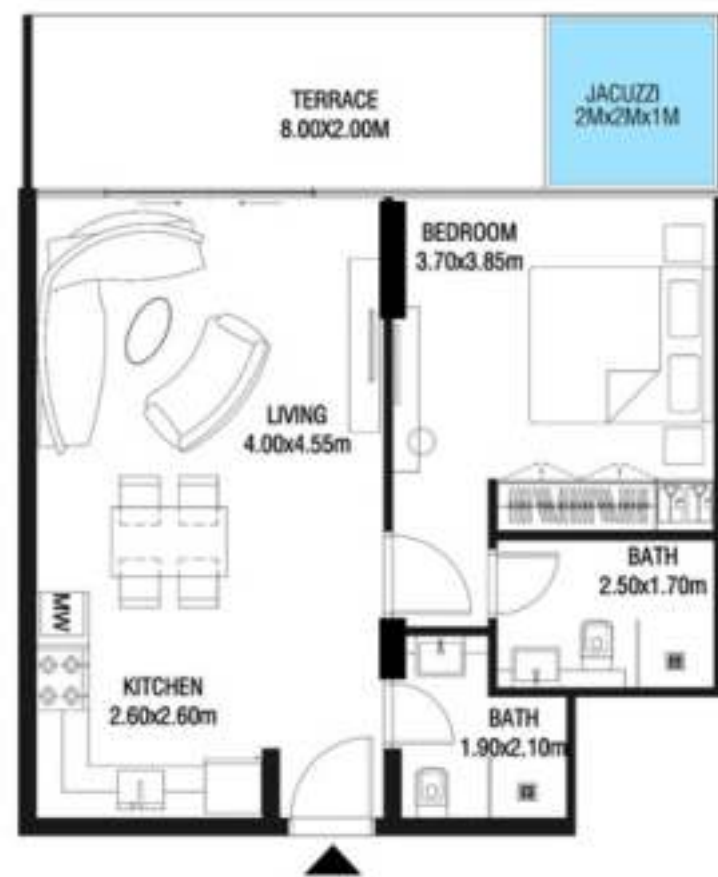 TERRACE
8.00X2.00M
JACUZZI
2Mx2Mx1M
BEDROOM
3.70x3.85m
LIVING
4.00x4.55m
BATH
2.50x1.70m
MW
KITCHEN
2.60x2.60m
BATH
1.90x2.10m